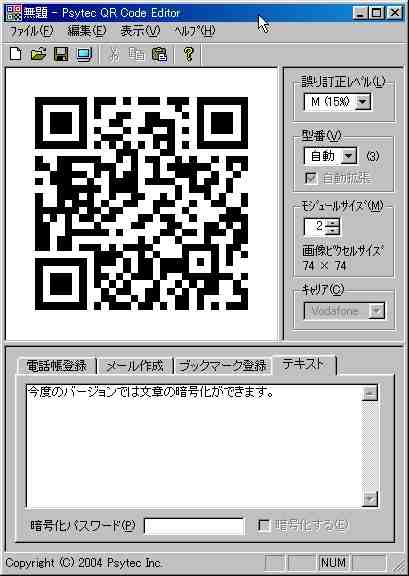 無題 - Psytec QR Code Editor
ファイル(F) 編集(E) 表示(V) ヘルプ(H)
誤り訂正レベル(L)
M (15%)
型番(V)
自動 (3)
自動拡張
モジュールサイズ(M)
2
画像ピクセルサイズ
74 × 74
キャリア(C)
Vodafone
電話帳登録 メール作成 ブックマーク登録 テキスト
今度のバージョンでは文章の暗号化ができます。
暗号化パスワード(P) 暗号化する(E)
Copyright (C) 2004 Psytec Inc. NUM